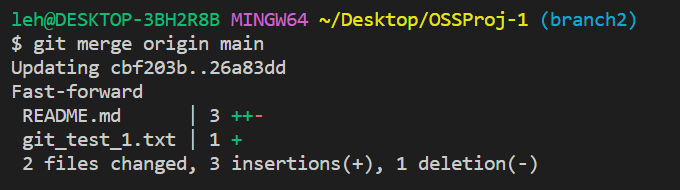 leh@DESKTOP-3BH2R8B MINGW64 ~/Desktop/OSSProj-1 (branch2)
$ git merge origin main
Updating cbf203b..26a83dd
Fast-forward
 README.md      | 3 ++-
 git_test_1.txt | 1 +
 2 files changed, 3 insertions(+), 1 deletion(-)